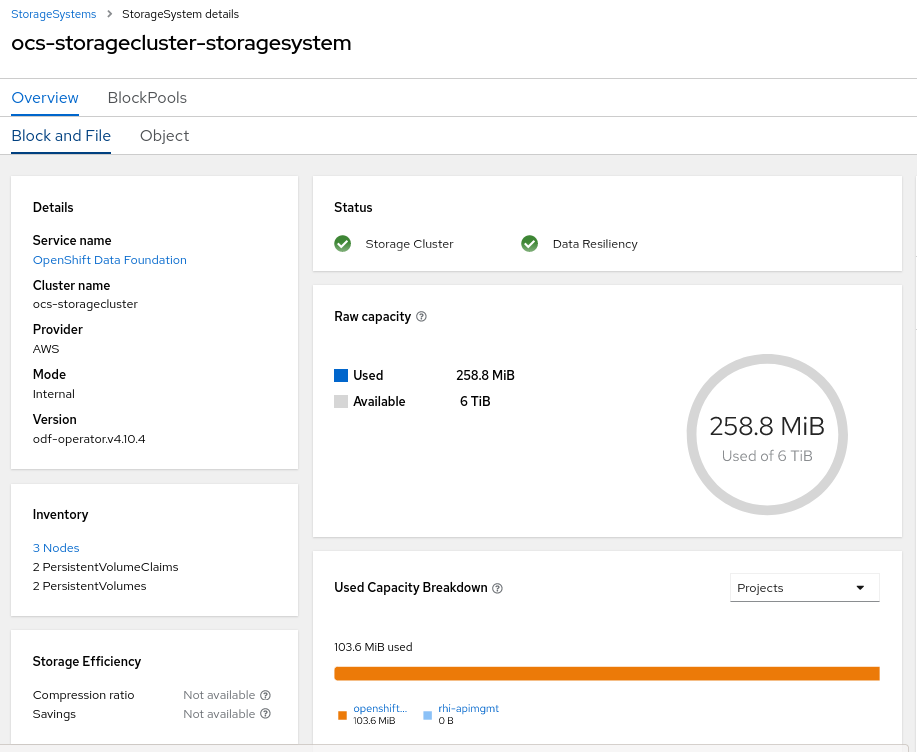 StorageSystems > StorageSystem details
ocs-storagecluster-storagesystem
Overview BlockPools
Block and File Object
Details
Service name
OpenShift Data Foundation
Cluster name
ocs-storagecluster
Provider
AWS
Mode
Internal
Version
odf-operator.v4.10.4
Inventory
3 Nodes
2 PersistentVolumeClaims
2 PersistentVolumes
Storage Efficiency
Compression ratio Not available
Savings Not available
Status
Storage Cluster Data Resiliency
Raw capacity
Used 258.8 MiB
Available 6 TiB
258.8 MiB
Used of 6 TiB
Used Capacity Breakdown Projects
103.6 MiB used
openshift... rhi-apimgmt
103.6 MiB 0 B